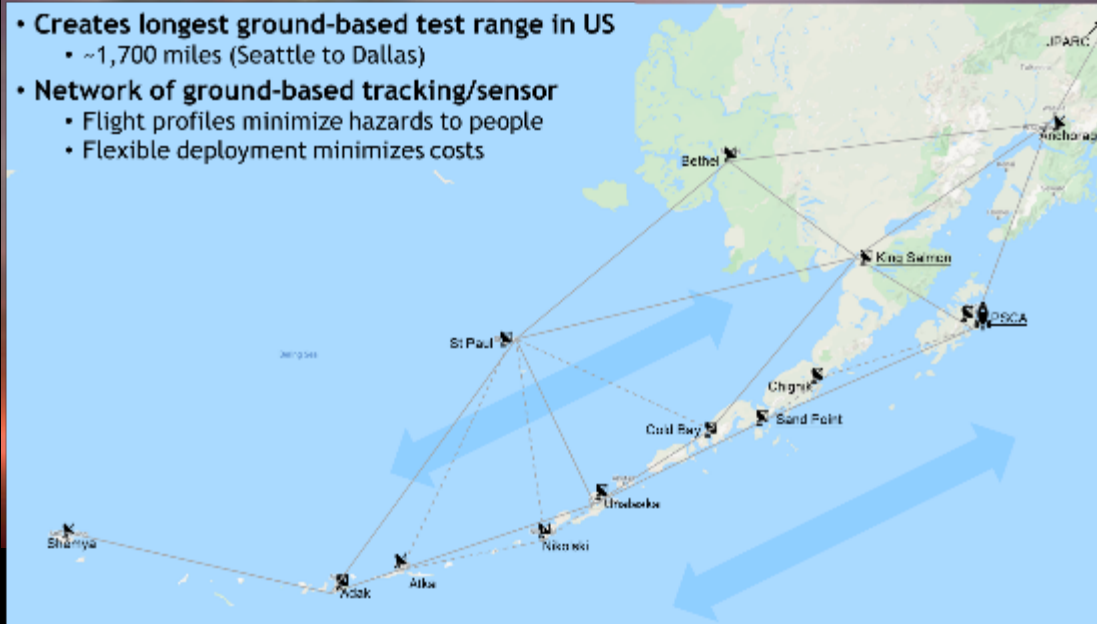 • Creates longest ground-based test range in US
• ~1,700 miles (Seattle to Dallas)
• Network of ground-based tracking/sensor
• Flight profiles minimize hazards to people
• Flexible deployment minimizes costs
JPARC
Anchorag
Bethel
King Salmon
PSCA
St Paul
Bering Sea
Chignik
Sand Point
Cold Bay
Unalaska
Nikolski
Shemya
Atka
Adak